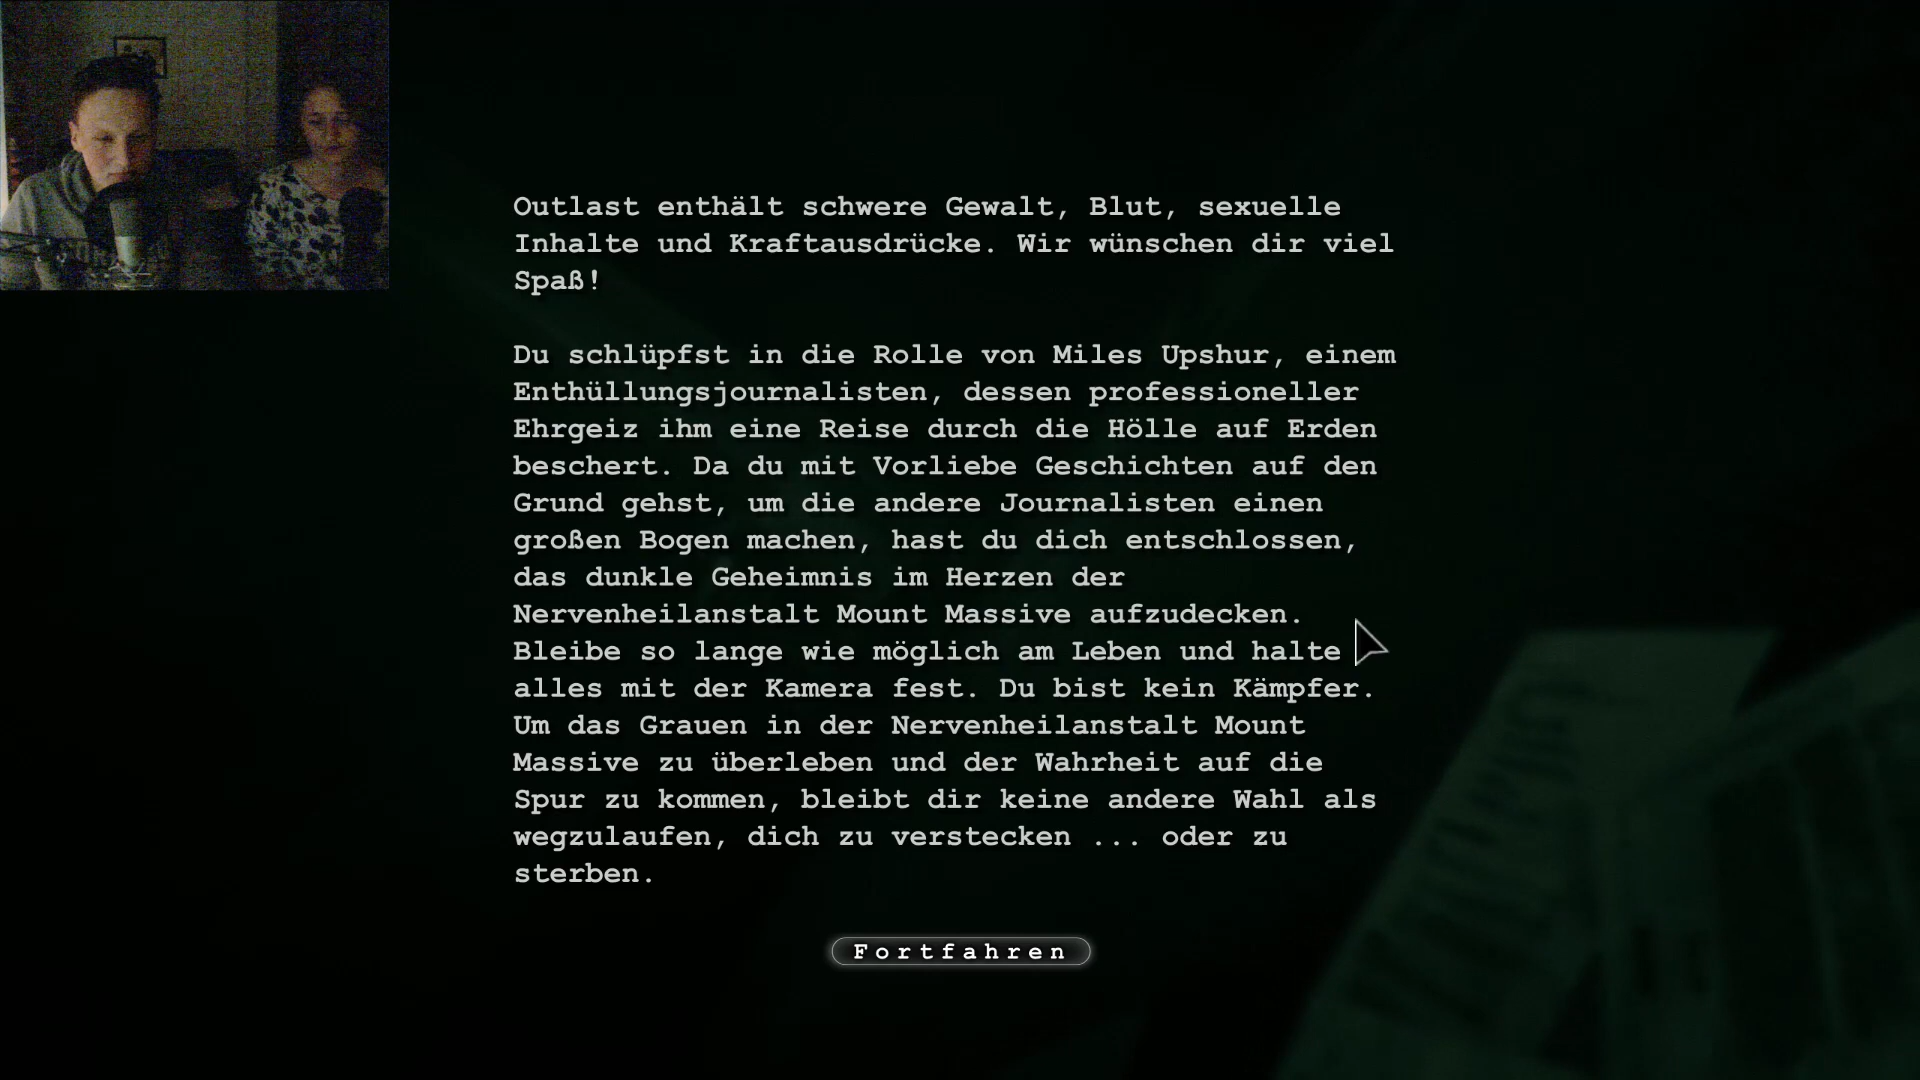 Outlast enthält schwere Gewalt, Blut, sexuelle
Inhalte und Kraftausdrücke. Wir wünschen dir viel
Spaß!
Du schlüpfst in die Rolle von Miles Upshur, einem
Enthüllungsjournalisten, dessen professioneller
Ehrgeiz ihm eine Reise durch die Hölle auf Erden
beschert. Da du mit Vorliebe Geschichten auf den
Grund gehst, um die andere Journalisten einen
großen Bogen machen, hast du dich entschlossen,
das dunkle Geheimnis im Herzen der
Nervenheilanstalt Mount Massive aufzudecken.
Bleibe so lange wie möglich am Leben und halte
alles mit der Kamera fest. Du bist kein Kämpfer.
Um das Grauen in der Nervenheilanstalt Mount
Massive zu überleben und der Wahrheit auf die
Spur zu kommen, bleibt dir keine andere Wahl als
wegzulaufen, dich zu verstecken ... oder zu
sterben.
Fortfahren